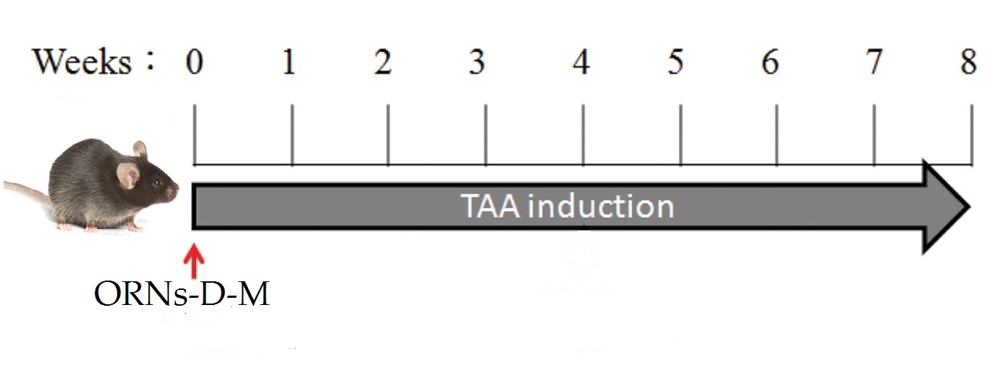 Weeks： 0 1 2 3 4 5 6 7 8
TAA induction
ORNs-D-M